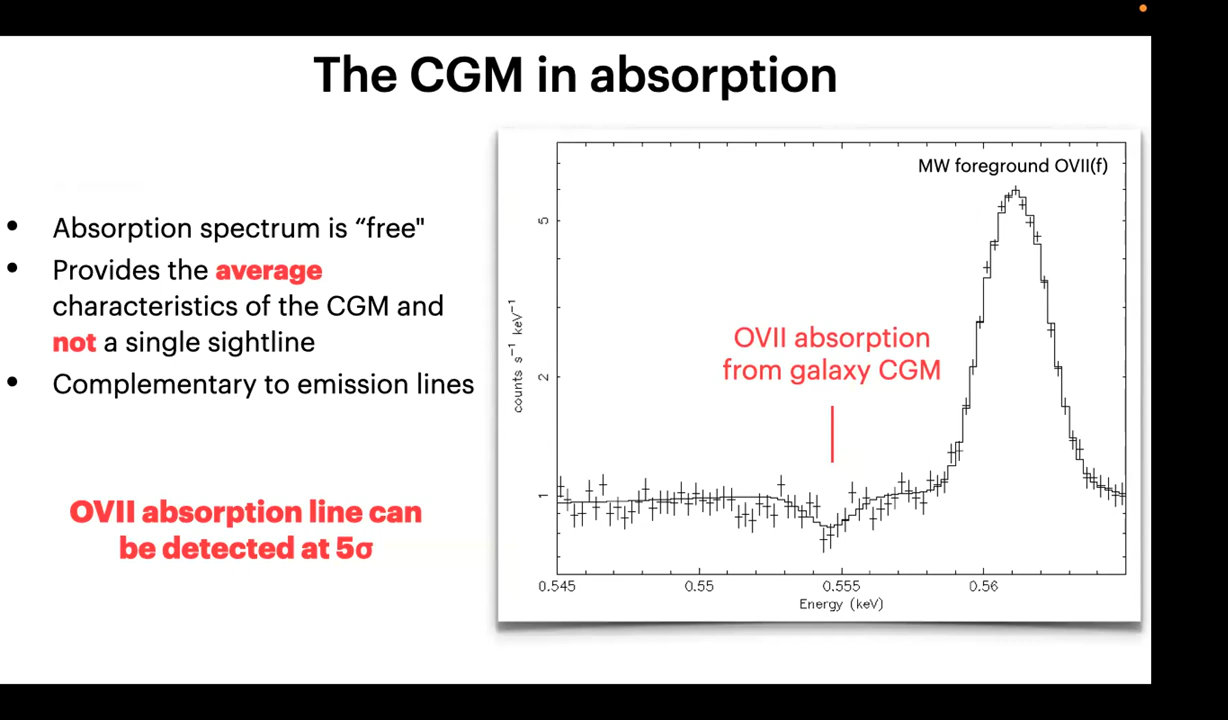 The CGM in absorption
• Absorption spectrum is “free"
• Provides the average
characteristics of the CGM and
not a single sightline
• Complementary to emission lines
OVII absorption line can
be detected at 5σ
MW foreground OVII(f)
OVII absorption
from galaxy CGM
counts s⁻¹ keV⁻¹
5
2
1
0.545 0.55 0.555 0.56
Energy (keV)